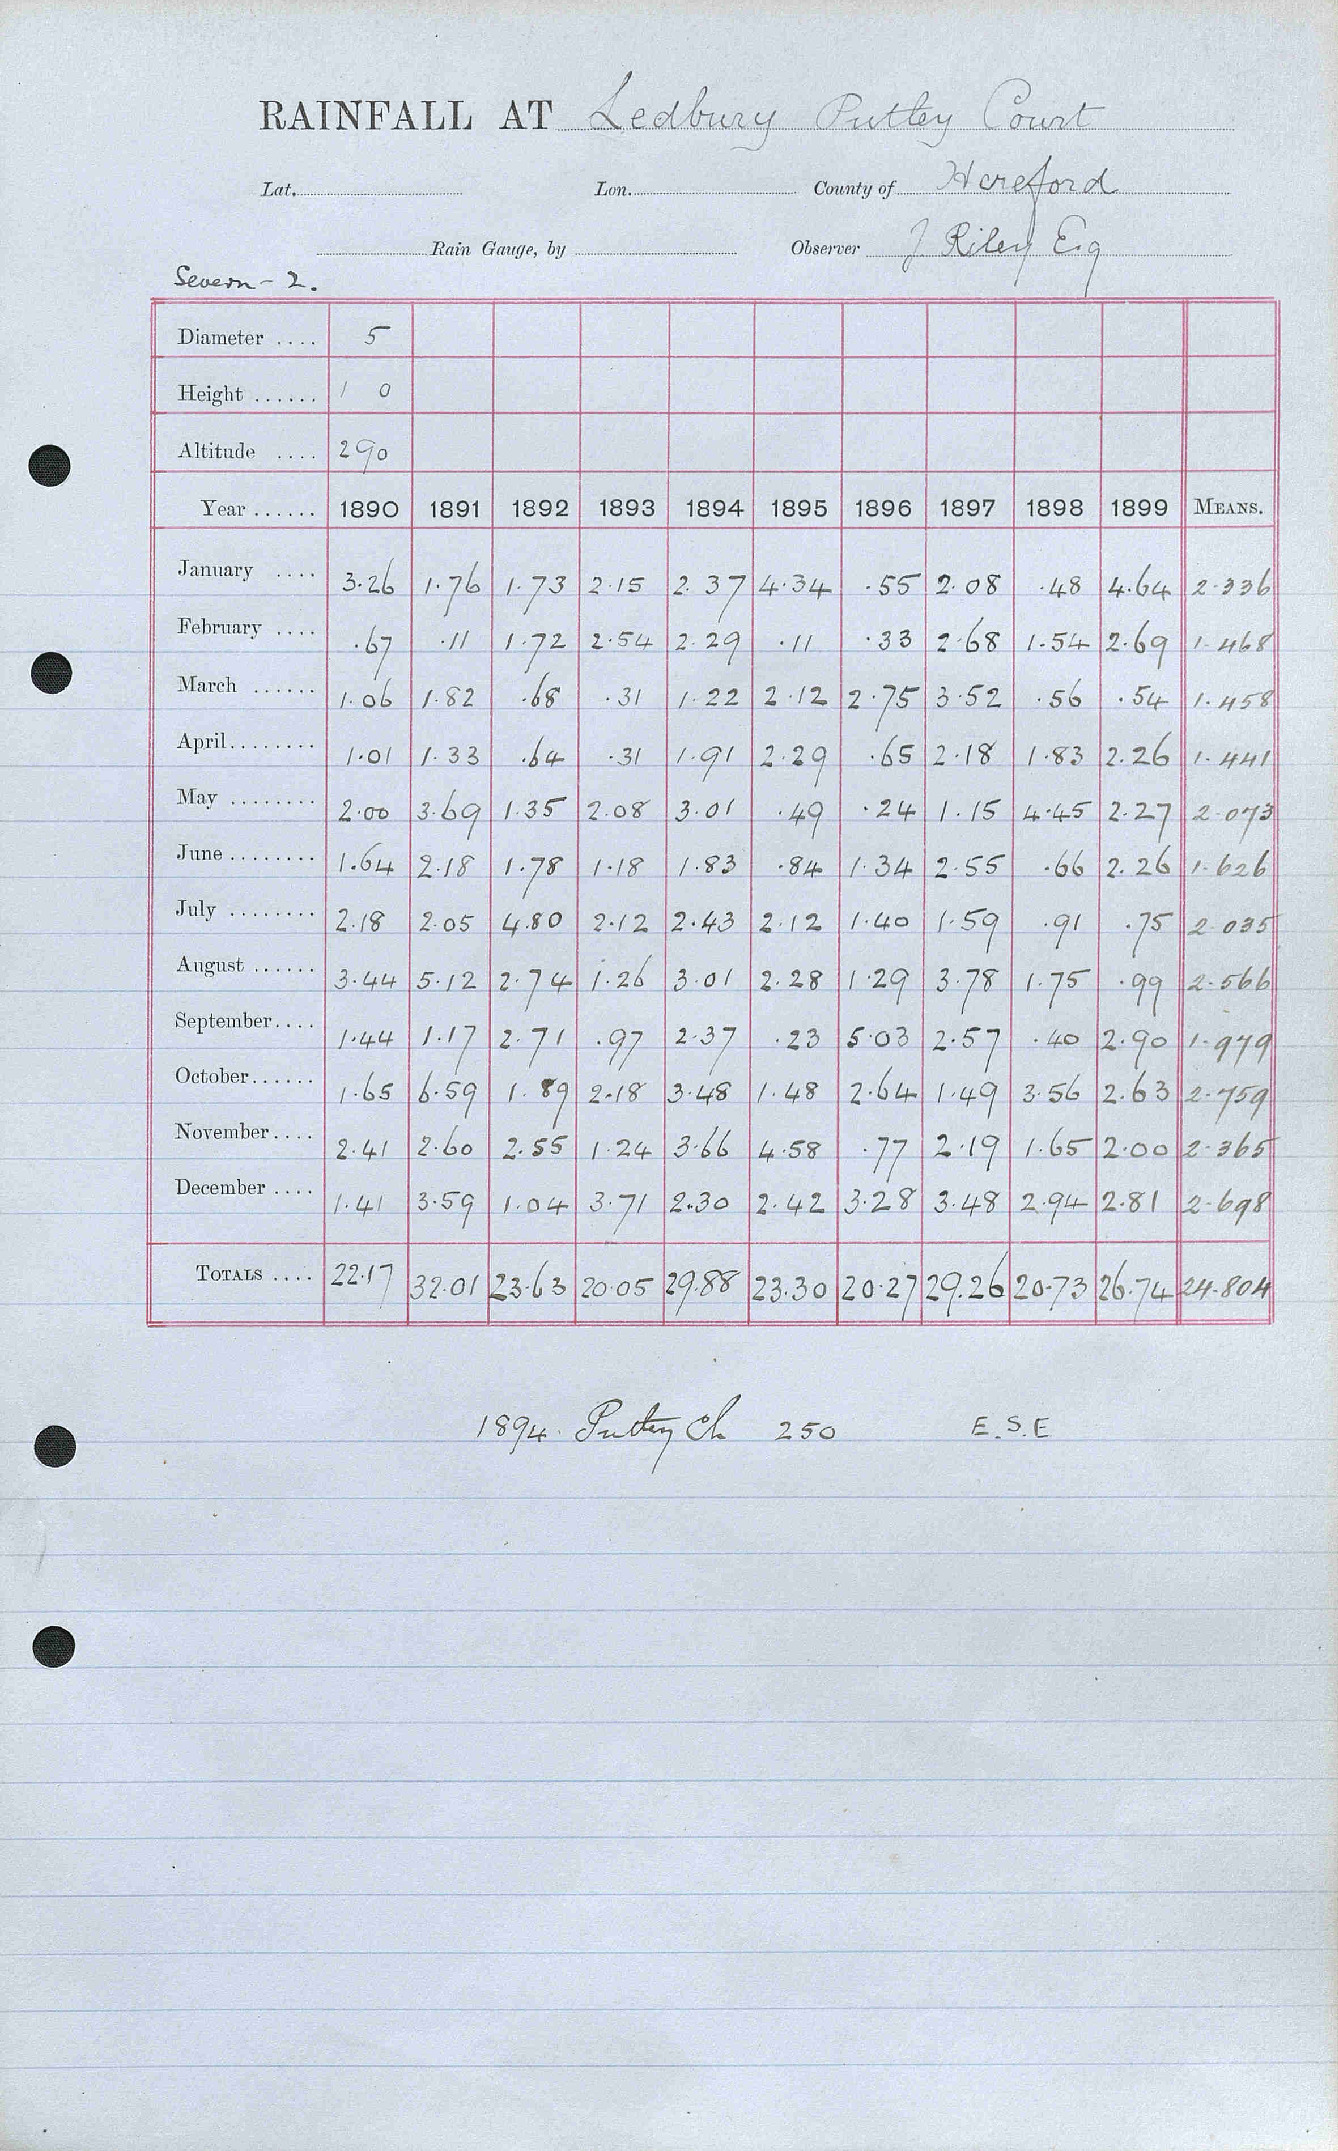 RAINFALL AT Ledbury Putley Court
Lat. Lon. County of Hereford
Rain Gauge, by Observer J. Riley Esq
Severn - 2.
Diameter .... 5
Height ...... 1 0
Altitude .... 290
Year ...... 1890 1891 1892 1893 1894 1895 1896 1897 1898 1899 MEANS.
January .... 3.26 1.76 1.73 2.15 2.37 4.34 .55 2.08 .48 4.64 2.336
February .... .67 .11 1.72 2.54 2.29 .11 .33 2.68 1.54 2.69 1.468
March ...... 1.06 1.82 .68 .31 1.22 2.12 2.75 3.52 .56 .54 1.458
April........ 1.01 1.33 .64 .31 1.91 2.29 .65 2.18 1.83 2.26 1.441
May ........ 2.00 3.69 1.35 2.08 3.01 .49 .24 1.15 4.45 2.27 2.073
June ........ 1.64 2.18 1.78 1.18 1.83 .84 1.34 2.55 .66 2.26 1.626
July ........ 2.18 2.05 4.80 2.12 2.43 2.12 1.40 1.59 .91 .75 2.035
August ...... 3.44 5.12 2.74 1.26 3.01 2.28 1.29 3.78 1.75 .99 2.566
September.... 1.44 1.17 2.71 .97 2.37 .23 5.03 2.57 .40 2.90 1.979
October...... 1.65 6.59 1.89 2.18 3.48 1.48 2.64 1.49 3.56 2.63 2.759
November.... 2.41 2.60 2.55 1.24 3.66 4.58 .77 2.19 1.65 2.00 2.365
December .... 1.41 3.59 1.04 3.71 2.30 2.42 3.28 3.48 2.94 2.81 2.698
TOTALS .... 22.17 32.01 23.63 20.05 29.88 23.30 20.27 29.26 20.73 26.74 24.804
1894. Putley Ch 250 E.S.E